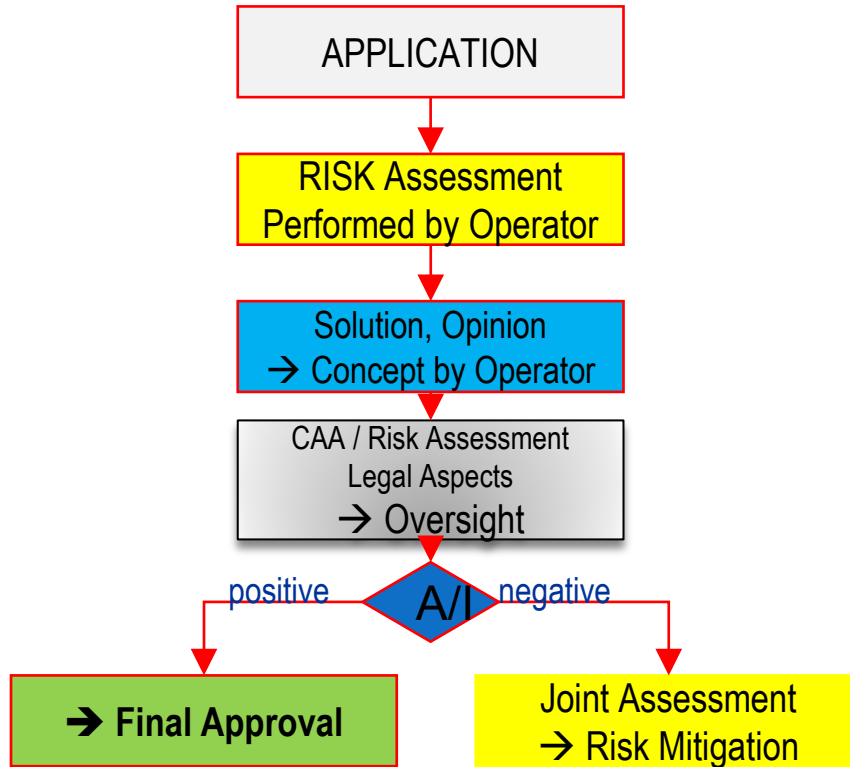 APPLICATION
RISK Assessment
Performed by Operator
Solution, Opinion
→ Concept by Operator
CAA / Risk Assessment
Legal Aspects
→ Oversight
positive
A/I
negative
→ Final Approval
Joint Assessment
→ Risk Mitigation